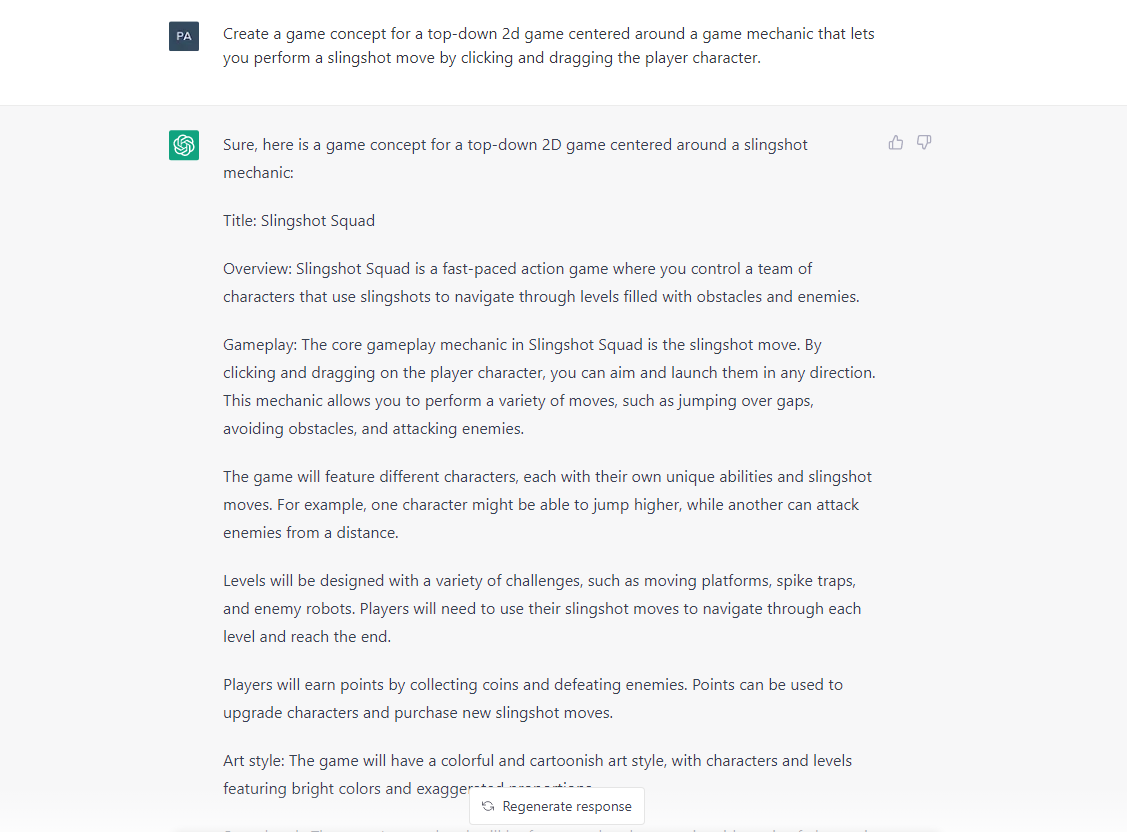 PA
Create a game concept for a top-down 2d game centered around a game mechanic that lets
you perform a slingshot move by clicking and dragging the player character.
Sure, here is a game concept for a top-down 2D game centered around a slingshot
mechanic:
Title: Slingshot Squad
Overview: Slingshot Squad is a fast-paced action game where you control a team of
characters that use slingshots to navigate through levels filled with obstacles and enemies.
Gameplay: The core gameplay mechanic in Slingshot Squad is the slingshot move. By
clicking and dragging on the player character, you can aim and launch them in any direction.
This mechanic allows you to perform a variety of moves, such as jumping over gaps,
avoiding obstacles, and attacking enemies.
The game will feature different characters, each with their own unique abilities and slingshot
moves. For example, one character might be able to jump higher, while another can attack
enemies from a distance.
Levels will be designed with a variety of challenges, such as moving platforms, spike traps,
and enemy robots. Players will need to use their slingshot moves to navigate through each
level and reach the end.
Players will earn points by collecting coins and defeating enemies. Points can be used to
upgrade characters and purchase new slingshot moves.
Art style: The game will have a colorful and cartoonish art style, with characters and levels
featuring bright colors and exaggerated proportions.
Regenerate response